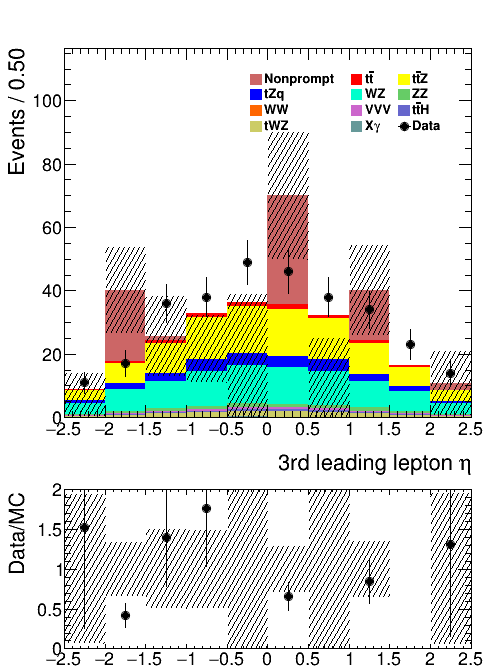 Events / 0.50
Nonprompt tt̄ tt̄Z
tZq WZ ZZ
WW VVV tt̄H
tWZ Xγ Data
100
80
60
40
20
0
−2.5 −2 −1.5 −1 −0.5 0 0.5 1 1.5 2 2.5
3rd leading lepton η
Data/MC
2
1.5
1
0.5
0
−2.5 −2 −1.5 −1 −0.5 0 0.5 1 1.5 2 2.5